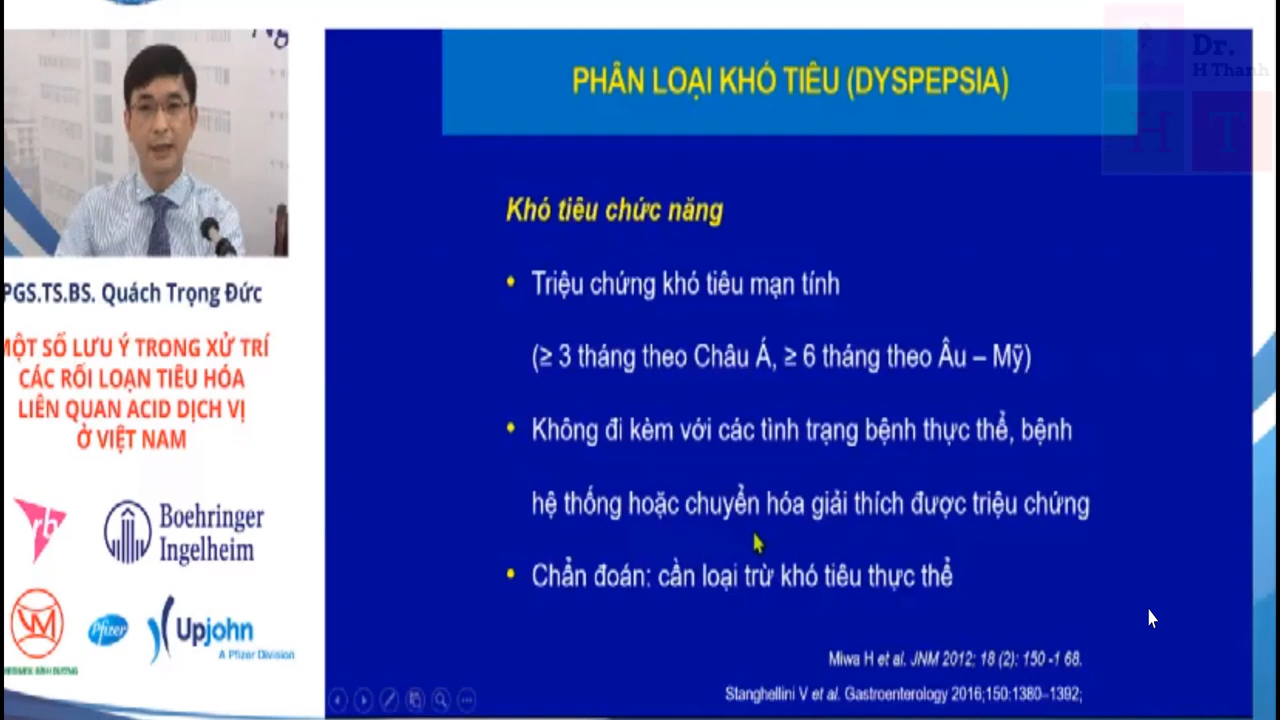 Dr.
H Thanh
H T
PHÂN LOẠI KHÓ TIÊU (DYSPEPSIA)
Khó tiêu chức năng
• Triệu chứng khó tiêu mạn tính
(≥ 3 tháng theo Châu Á, ≥ 6 tháng theo Âu – Mỹ)
• Không đi kèm với các tình trạng bệnh thực thể, bệnh
hệ thống hoặc chuyển hóa giải thích được triệu chứng
• Chẩn đoán: cần loại trừ khó tiêu thực thể
Miwa H et al. JNM 2012; 18 (2): 150 -1 68.
Stanghellini V et al. Gastroenterology 2016;150:1380–1392;
PGS.TS.BS. Quách Trọng Đức
MỘT SỐ LƯU Ý TRONG XỬ TRÍ
CÁC RỐI LOẠN TIÊU HÓA
LIÊN QUAN ACID DỊCH VỊ
Ở VIỆT NAM
rb
Boehringer
Ingelheim
Pfizer
Upjohn
A Pfizer Division